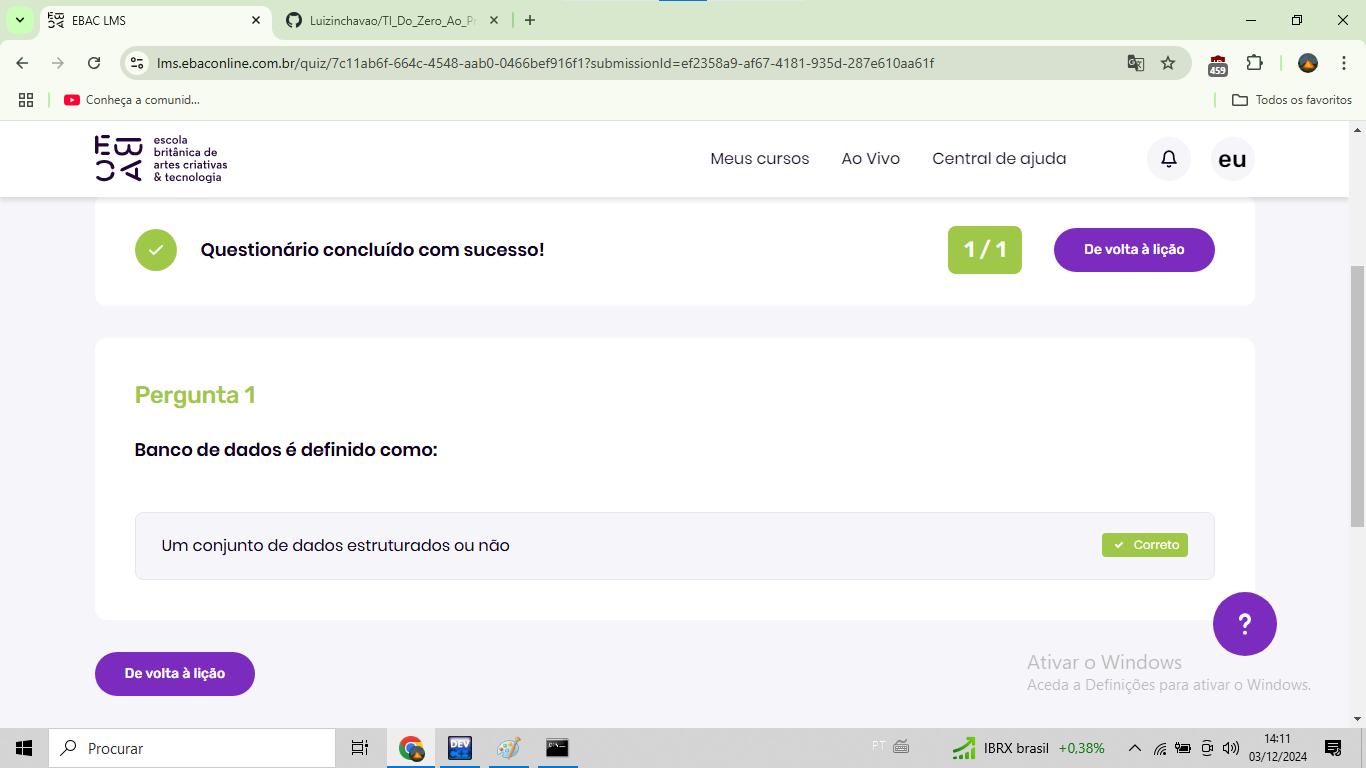 EBAC LMS
Luizinchavao/TI_Do_Zero_Ao_Pr
lms.ebaconline.com.br/quiz/7c11ab6f-664c-4548-aab0-0466bef916f1?submissionId=ef2358a9-af67-4181-935d-287e610aa61f
459
Conheça a comunid...
Todos os favoritos
EBAC
escola
britânica de
artes criativas
& tecnologia
Meus cursos
Ao Vivo
Central de ajuda
eu
Questionário concluído com sucesso!
1 / 1
De volta à lição
Pergunta 1
Banco de dados é definido como:
Um conjunto de dados estruturados ou não
Correto
?
De volta à lição
Ativar o Windows
Aceda a Definições para ativar o Windows.
Procurar
DEV
PT
IBRX brasil +0,38%
14:11
03/12/2024